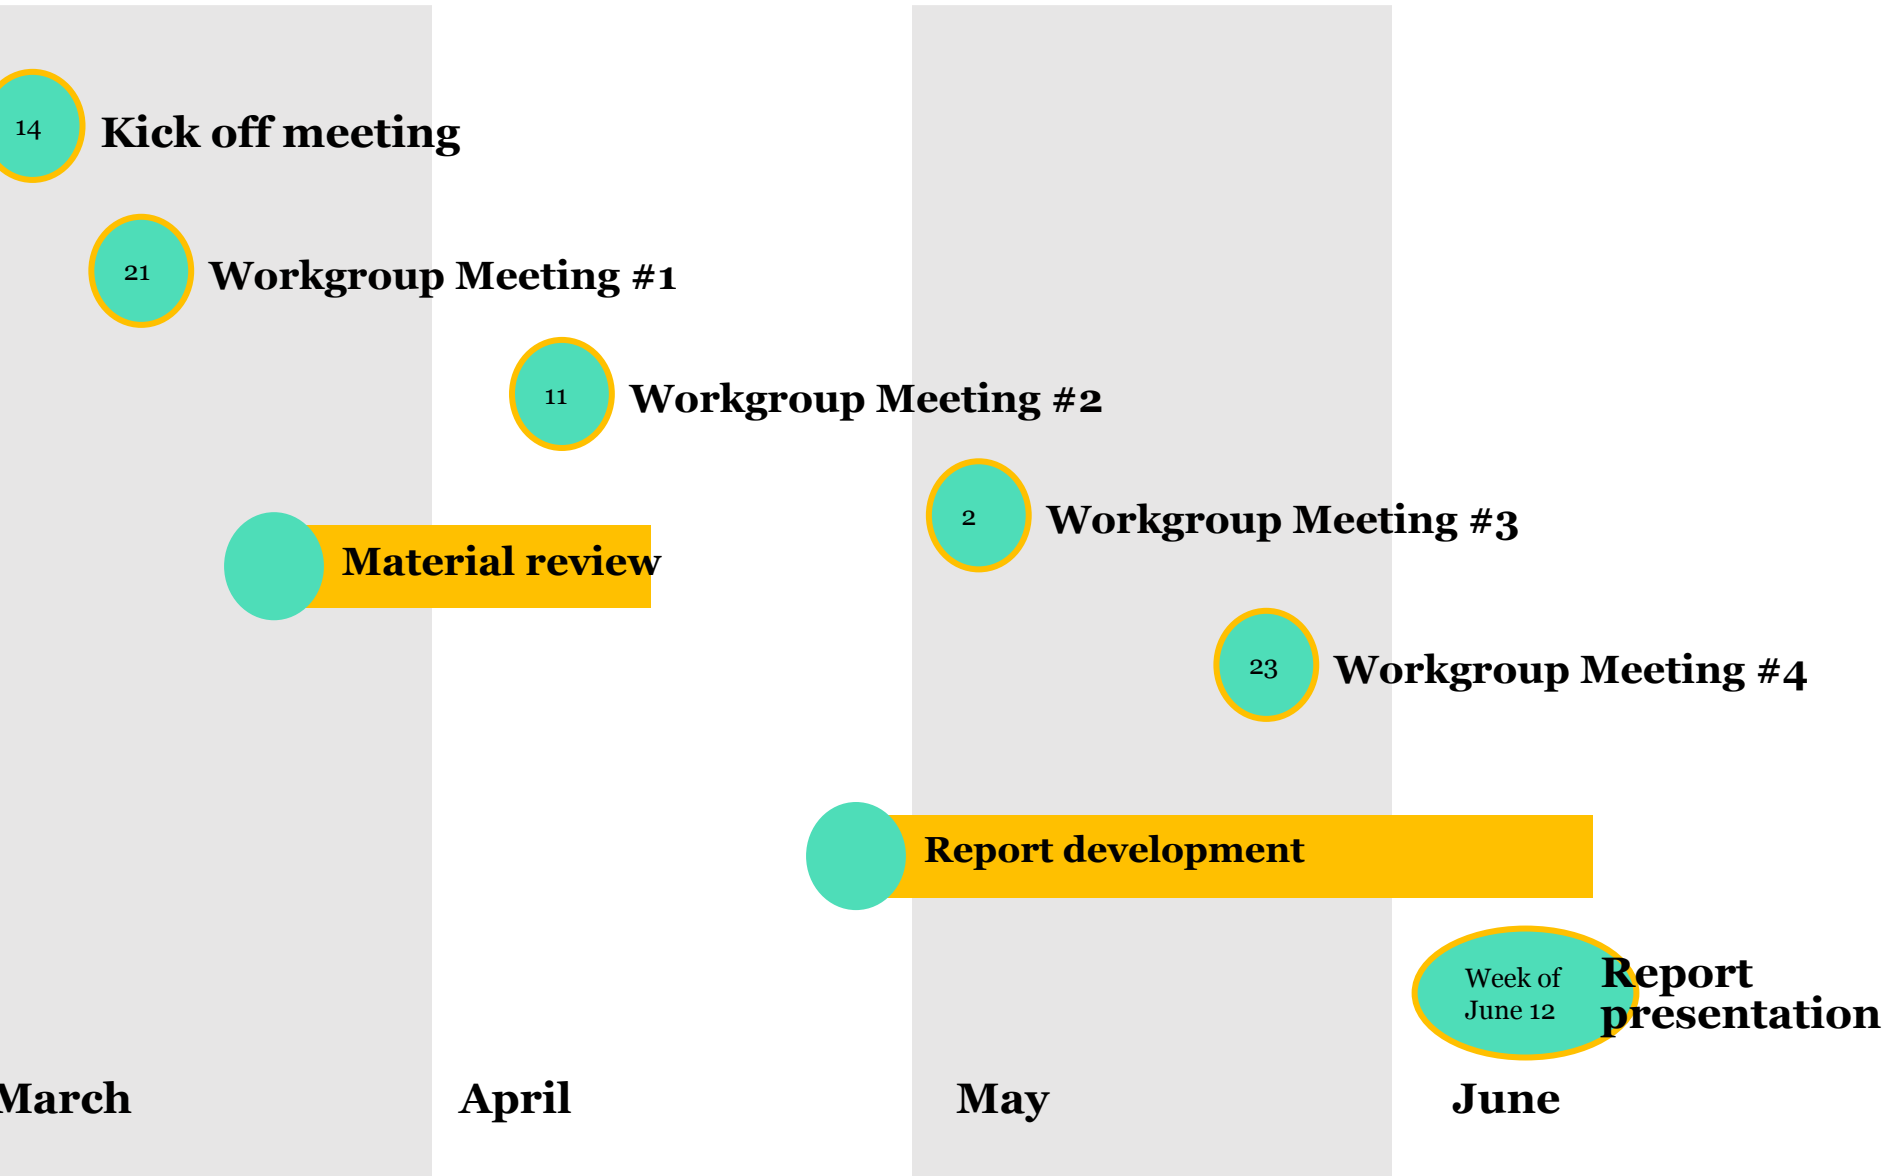 14 Kick off meeting
21 Workgroup Meeting #1
11 Workgroup Meeting #2
2 Workgroup Meeting #3
Material review
23 Workgroup Meeting #4
Report development
Week of
June 12
Report
presentation
March April May June